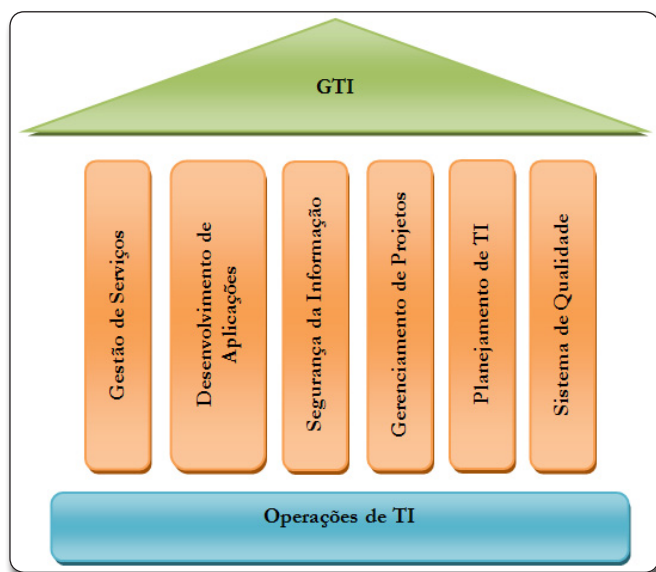 GTI
Gestão de Serviços
Desenvolvimento de
Aplicações
Segurança da Informação
Gerenciamento de Projetos
Planejamento de TI
Sistema de Qualidade
Operações de TI